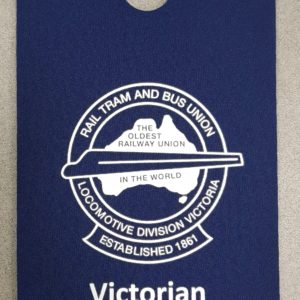 RAIL TRAM AND BUS UNION
THE
OLDEST
RAILWAY UNION
IN THE WORLD
LOCOMOTIVE DIVISION VICTORIA
ESTABLISHED 1861
Victorian